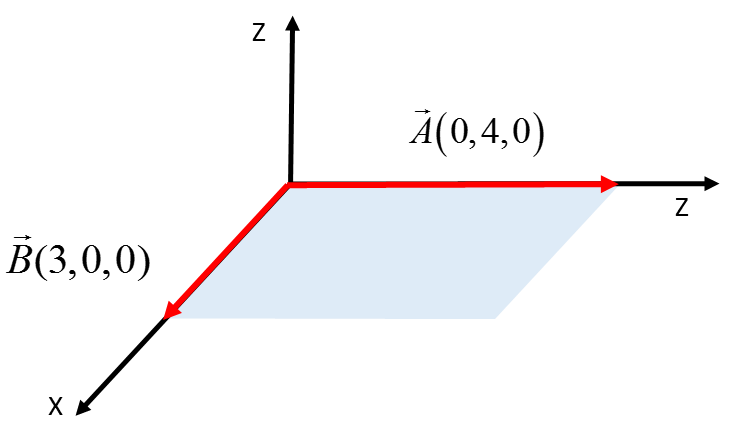 Z
A⃗(0,4,0)
Z
B⃗(3,0,0)
X